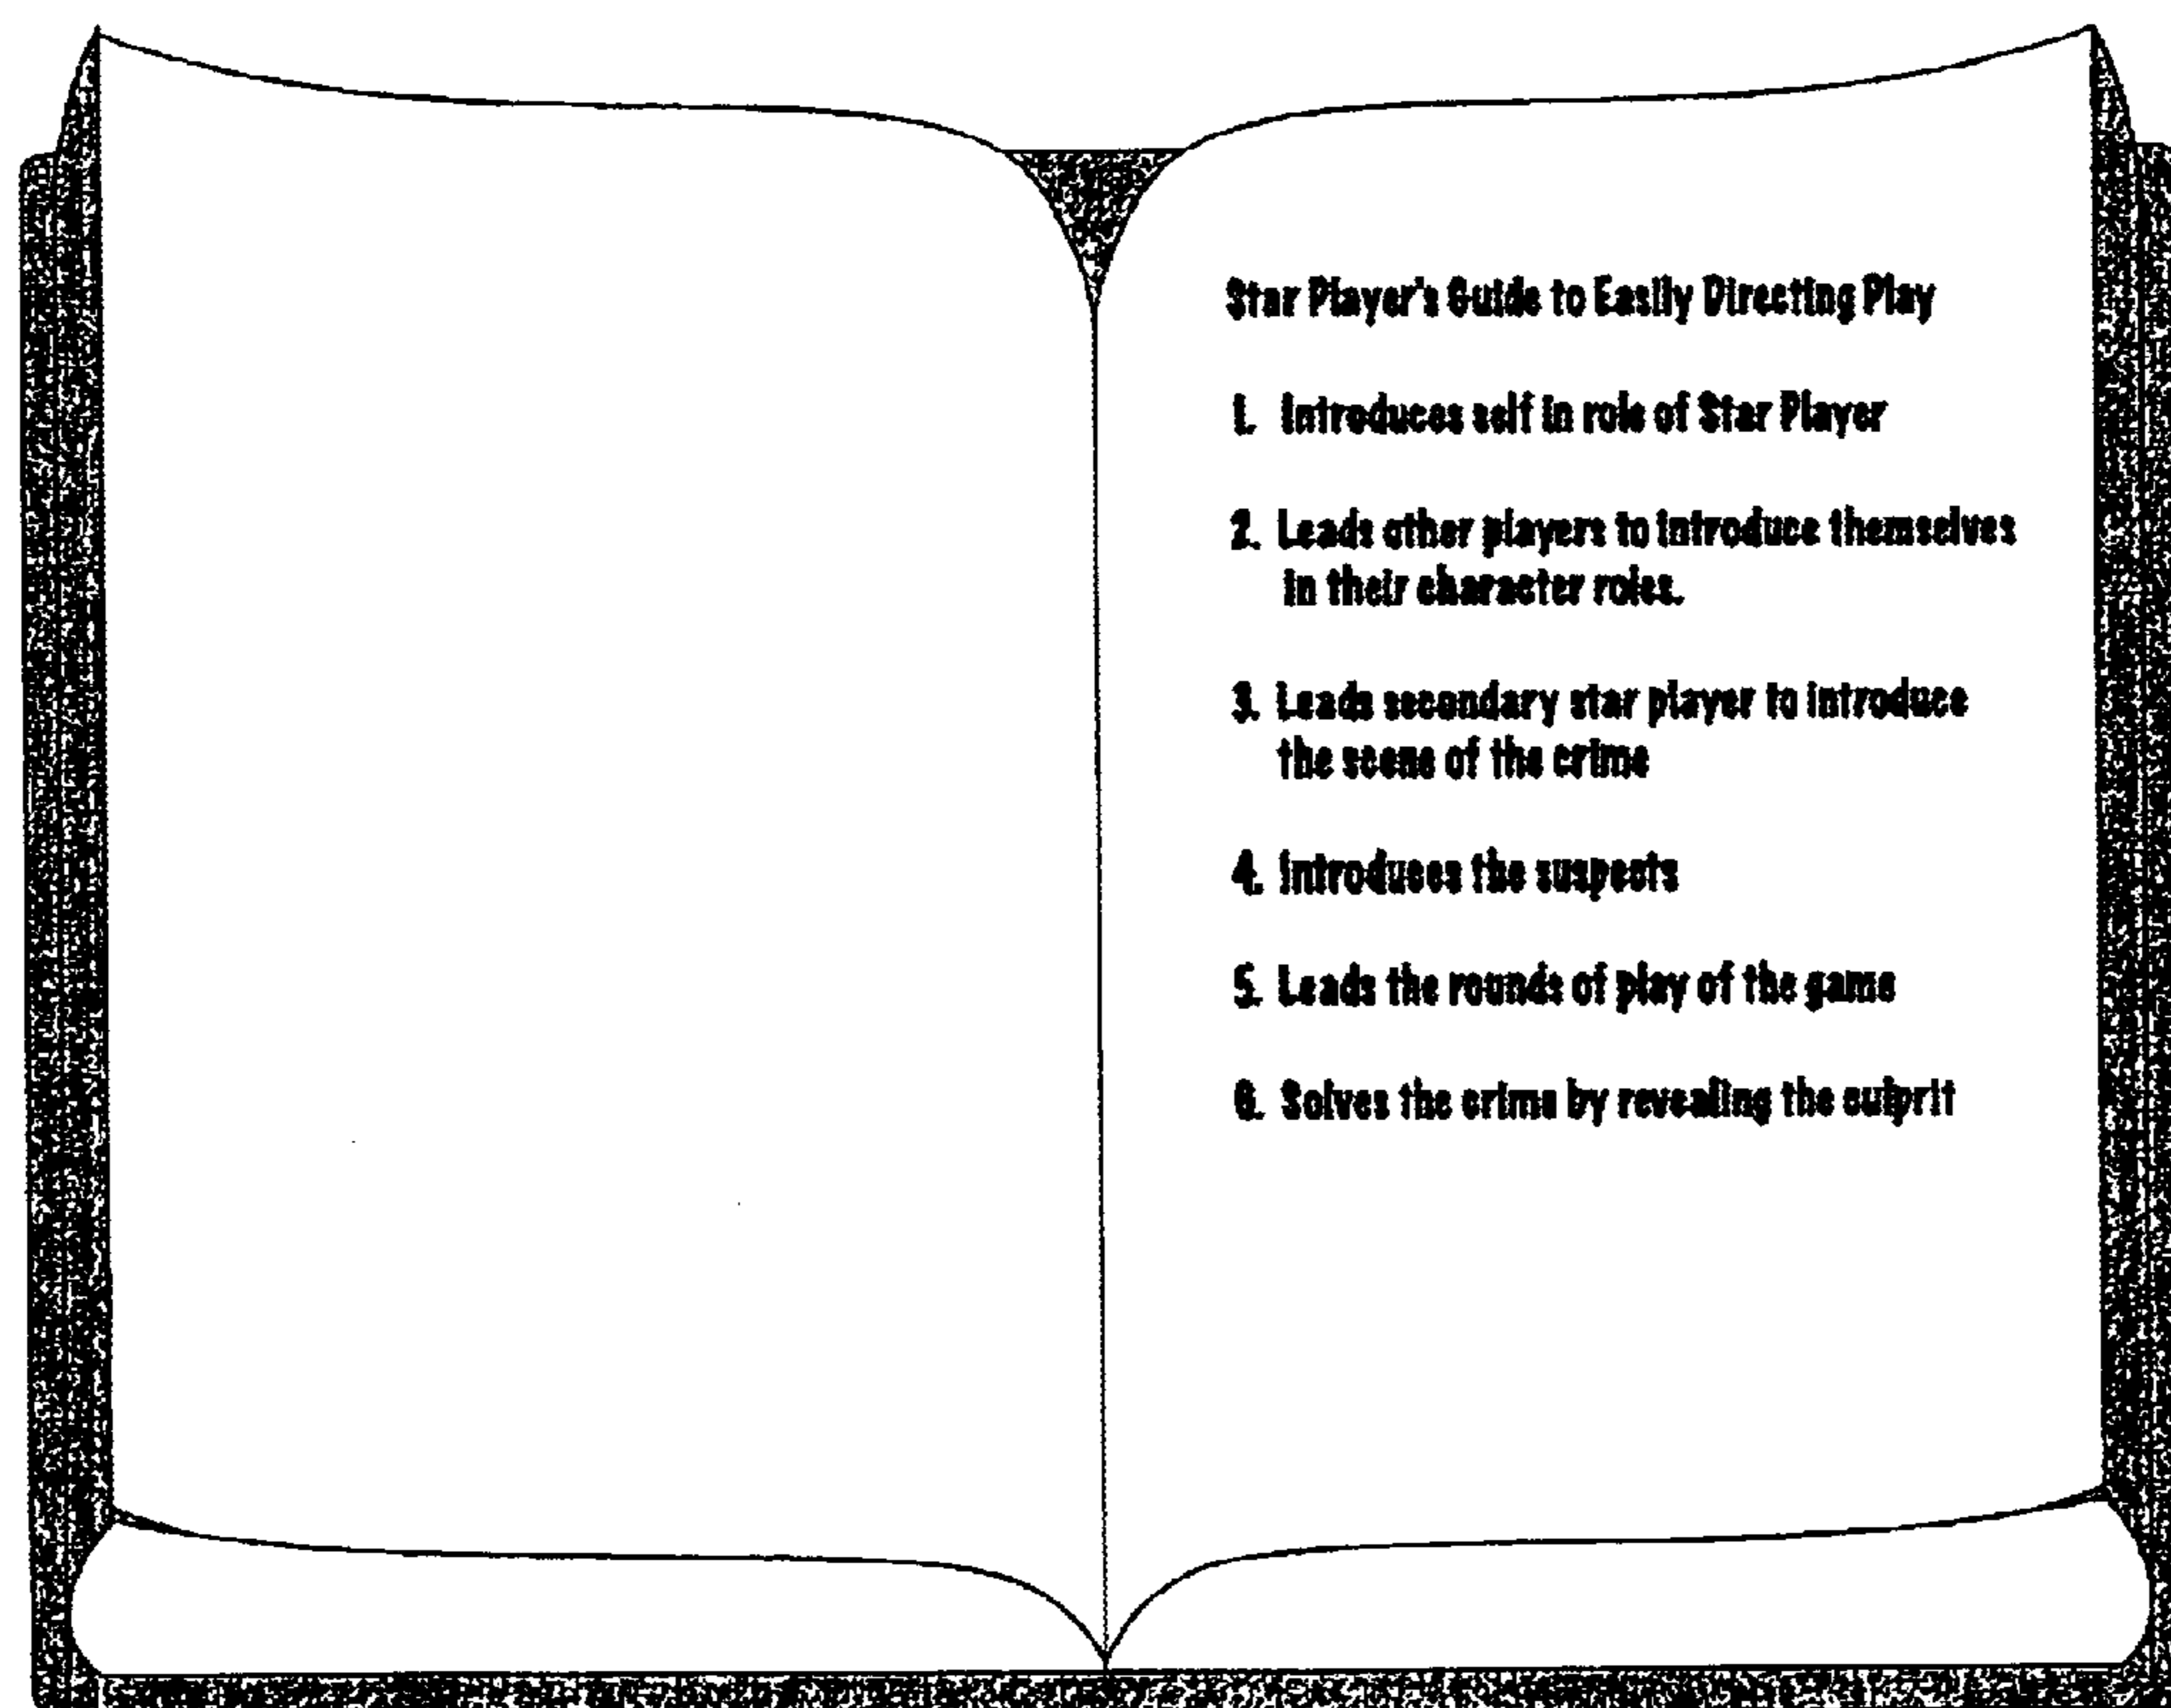 Star Player's Guide to Easily Directing Play
1. Introduces self in role of Star Player
2. Leads other players to introduce themselves
in their character roles.
3. Leads secondary star player to introduce
the scene of the crime
4. Introduces the suspects
5. Leads the rounds of play of the game
6. Solves the crime by revealing the culprit